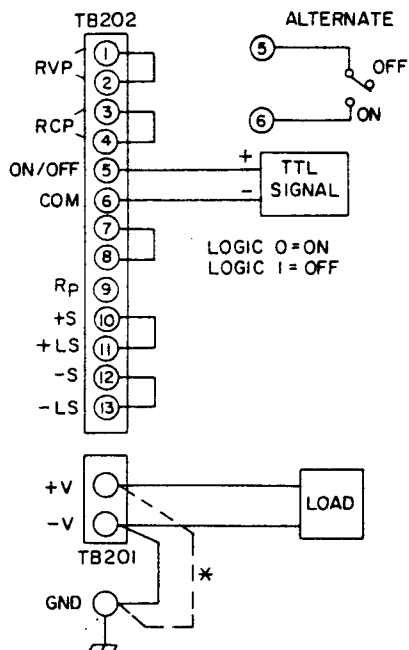 TB202
ALTERNATE
1
RVP
2
3
RCP
4
ON/OFF 5
COM 6
7
8
RP 9
+S 10
+LS 11
-S 12
-LS 13
5
OFF
6
ON
+
-
TTL
SIGNAL
LOGIC 0=ON
LOGIC 1=OFF
+V
-V
TB201
LOAD
*
GND